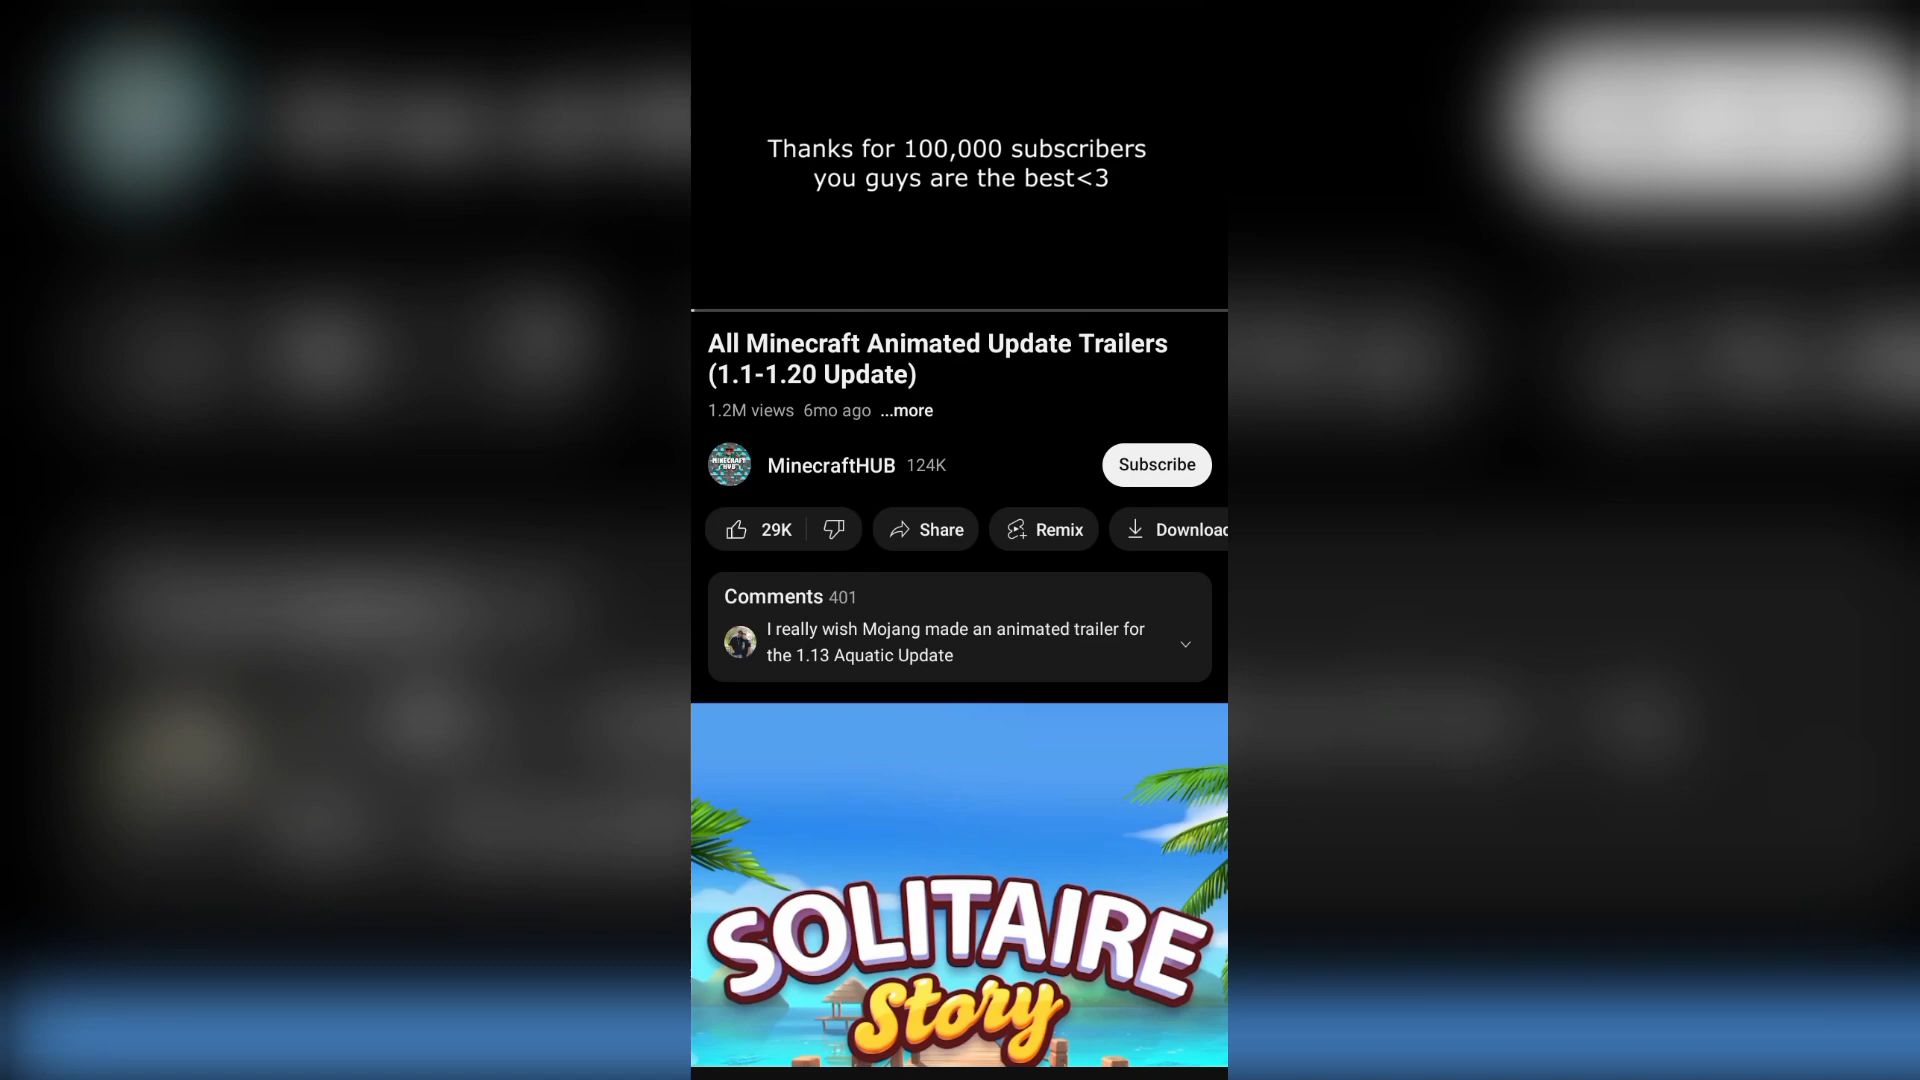 Thanks for 100,000 subscribers
you guys are the best<3
All Minecraft Animated Update Trailers
(1.1-1.20 Update)
1.2M views 6mo ago ...more
MINECRAFT
HUB
MinecraftHUB 124K
Subscribe
29K
Share
Remix
Download
Comments 401
I really wish Mojang made an animated trailer for
the 1.13 Aquatic Update
SOLITAIRE
Story